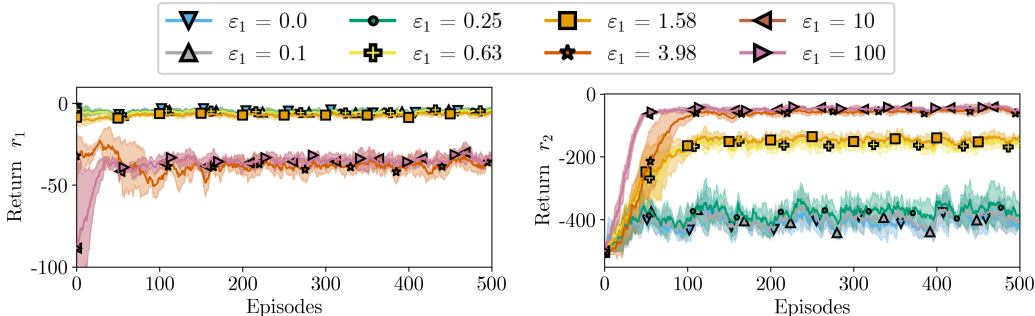 ε₁ = 0.0 ε₁ = 0.25 ε₁ = 1.58 ε₁ = 10
ε₁ = 0.1 ε₁ = 0.63 ε₁ = 3.98 ε₁ = 100
Return r₁
0
-50
-100
0 100 200 300 400 500
Episodes
Return r₂
0
-200
-400
0 100 200 300 400 500
Episodes